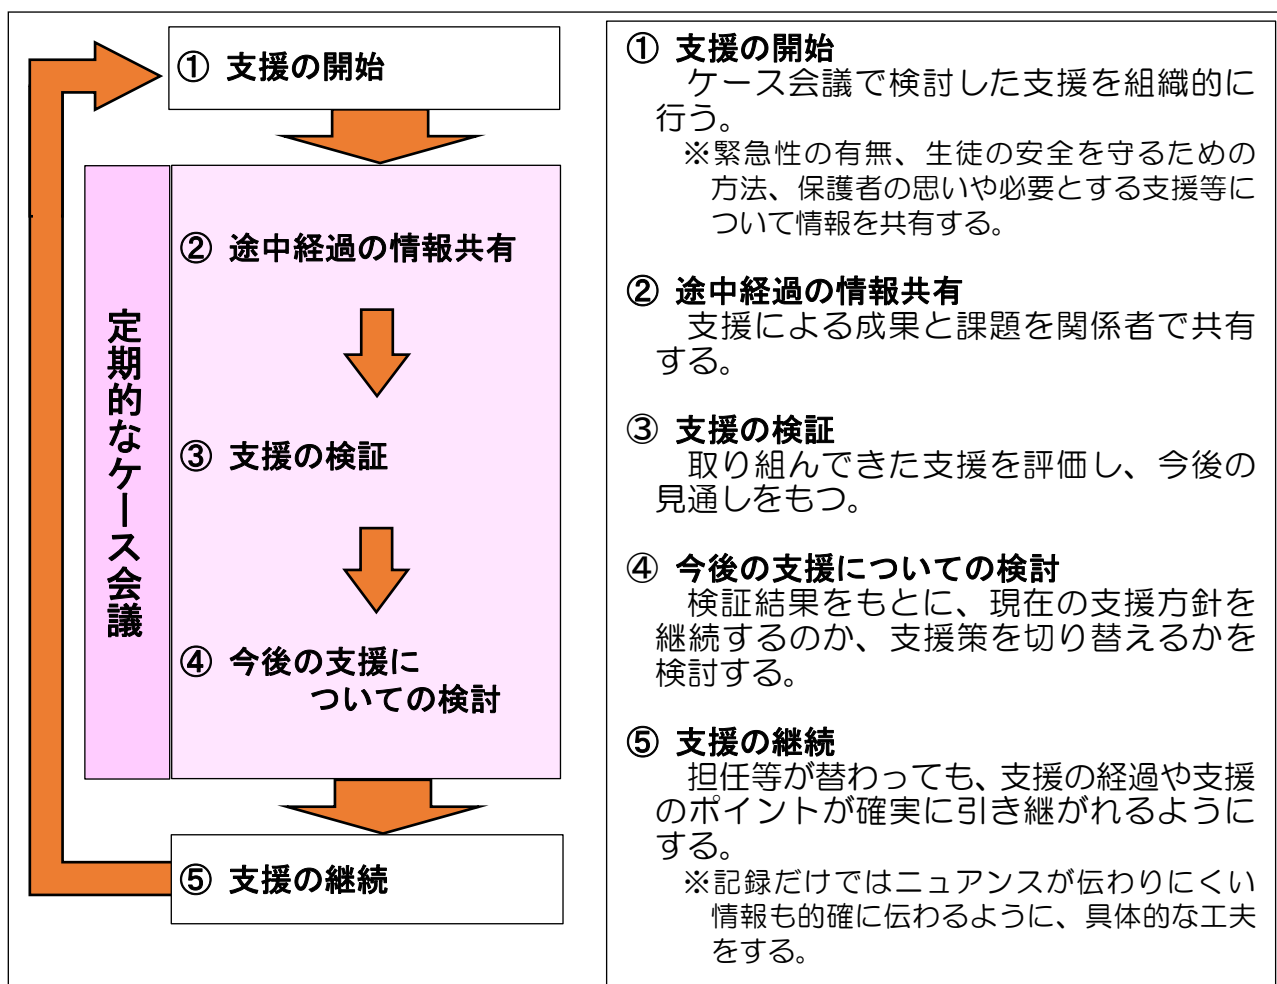 ① 支援の開始
定期的なケース会議
② 途中経過の情報共有
③ 支援の検証
④ 今後の支援に
ついての検討
⑤ 支援の継続
① 支援の開始
ケース会議で検討した支援を組織的に
行う。
※緊急性の有無、生徒の安全を守るための
方法、保護者の思いや必要とする支援等に
ついて情報を共有する。
② 途中経過の情報共有
支援による成果と課題を関係者で共有
する。
③ 支援の検証
取り組んできた支援を評価し、今後の
見通しをもつ。
④ 今後の支援についての検討
検証結果をもとに、現在の支援方針を
継続するのか、支援策を切り替えるかを
検討する。
⑤ 支援の継続
担任等が替わっても、支援の経過や支援
のポイントが確実に引き継がれるように
する。
※記録だけではニュアンスが伝わりにくい
情報も的確に伝わるように、具体的な工夫
をする。